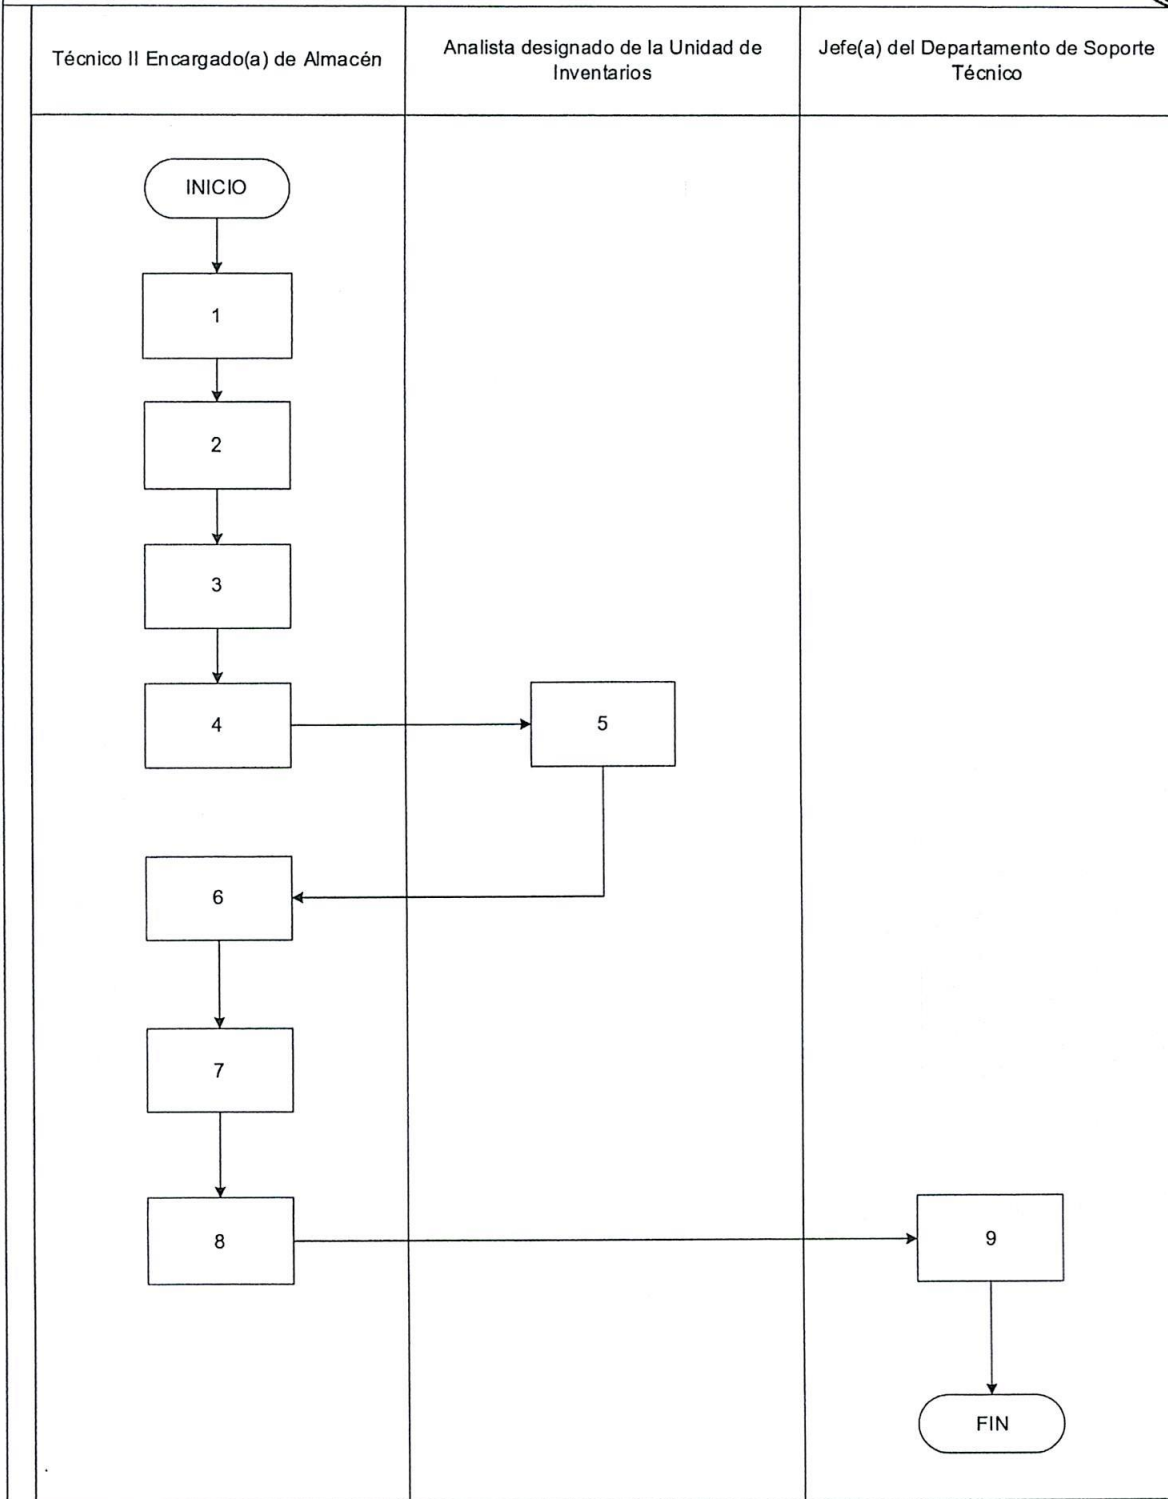 Técnico II Encargado(a) de Almacén
Analista designado de la Unidad de
Inventarios
Jefe(a) del Departamento de Soporte
Técnico
INICIO
1
2
3
4
5
6
7
8
9
FIN